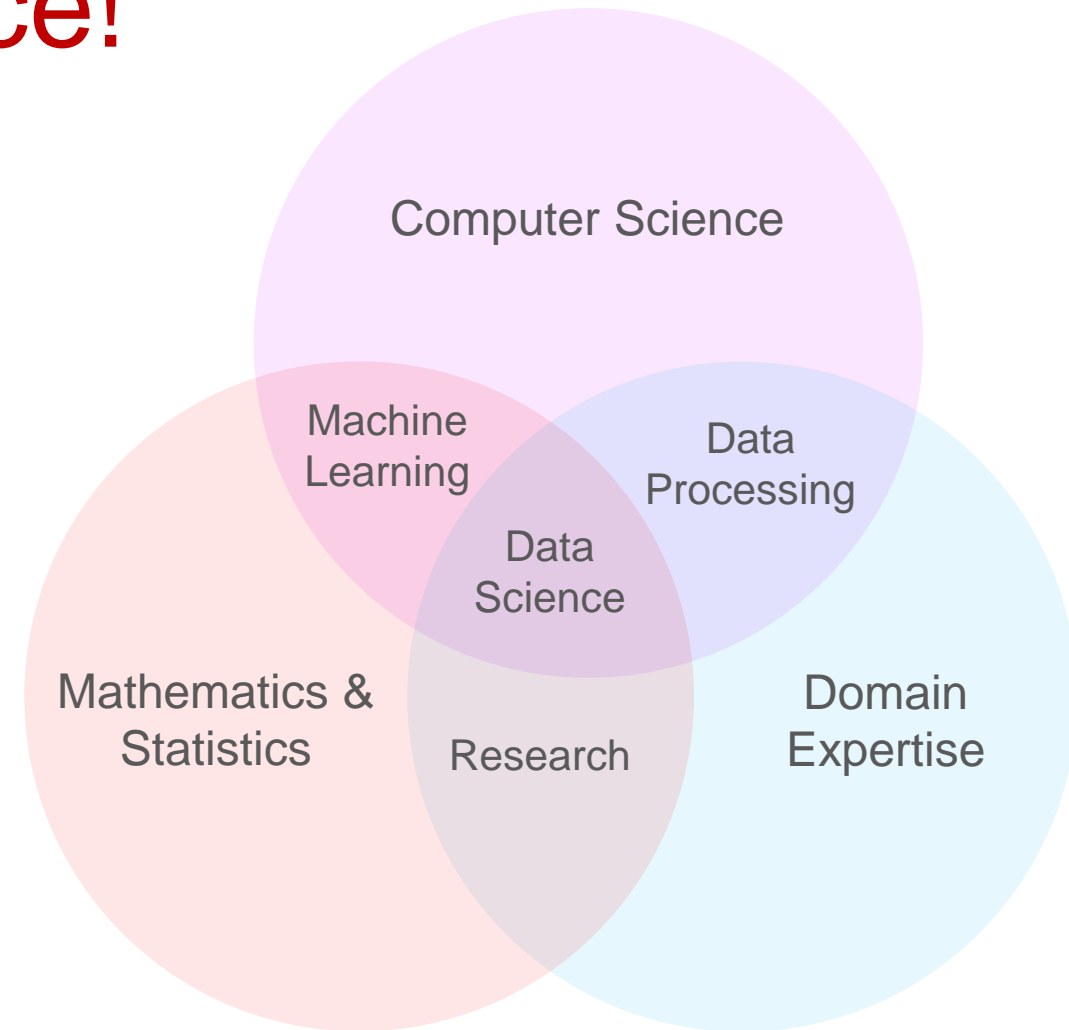 ce!
Computer Science
Machine
Learning
Data
Processing
Data
Science
Mathematics &
Statistics
Domain
Expertise
Research